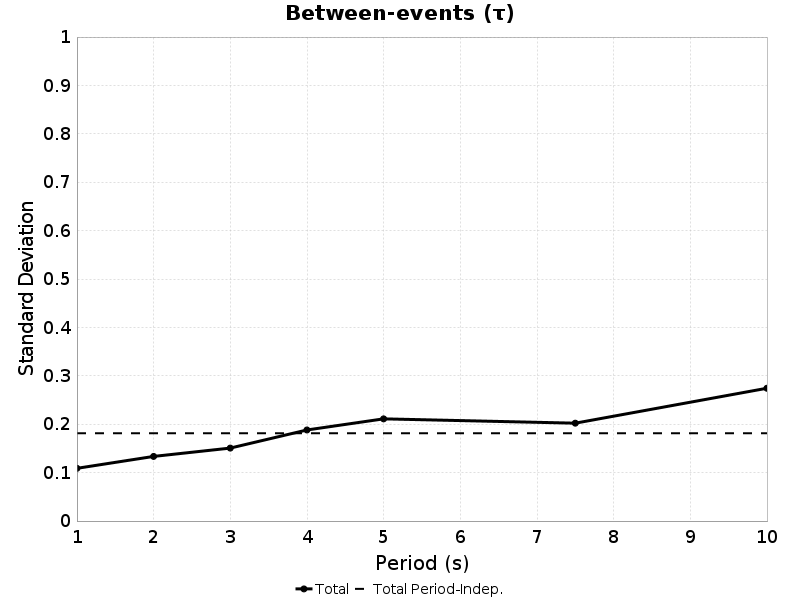 Between-events (τ)
Standard Deviation
1
0.9
0.8
0.7
0.6
0.5
0.4
0.3
0.2
0.1
0
1 2 3 4 5 6 7 8 9 10
Period (s)
Total Total Period-Indep.